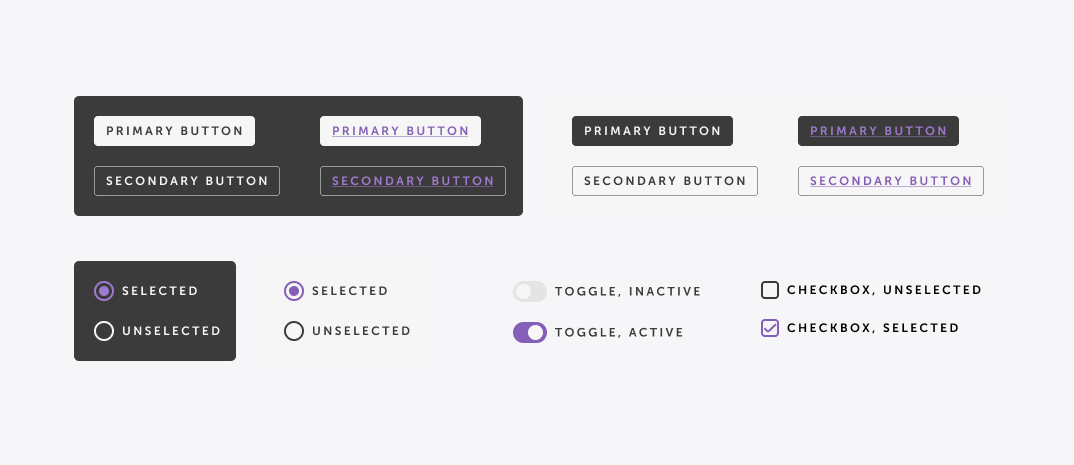 PRIMARY BUTTON
PRIMARY BUTTON
PRIMARY BUTTON
PRIMARY BUTTON
SECONDARY BUTTON
SECONDARY BUTTON
SECONDARY BUTTON
SECONDARY BUTTON
SELECTED
UNSELECTED
SELECTED
UNSELECTED
TOGGLE, INACTIVE
TOGGLE, ACTIVE
CHECKBOX, UNSELECTED
CHECKBOX, SELECTED